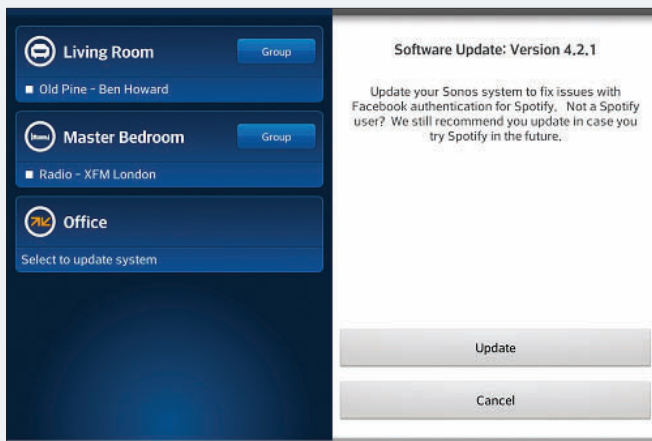 Living Room
Group
Old Pine - Ben Howard
Master Bedroom
Group
Radio - XFM London
Office
Select to update system
Software Update: Version 4.2.1
Update your Sonos system to fix issues with
Facebook authentication for Spotify. Not a Spotify
user? We still recommend you update in case you
try Spotify in the future.
Update
Cancel